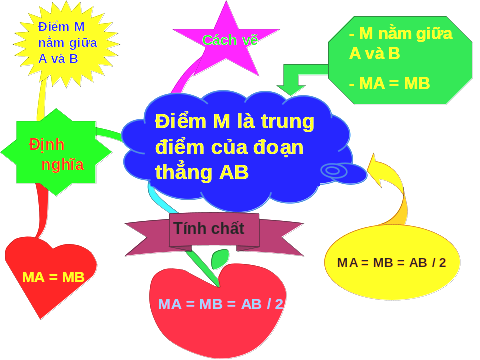 Điểm M
nằm giữa
A và B
Cách vẽ
- M nằm giữa
A và B
- MA = MB
Điểm M là trung
điểm của đoạn
thẳng AB
Định
nghĩa
Tính chất
MA = MB
MA = MB = AB / 2
MA = MB = AB / 2